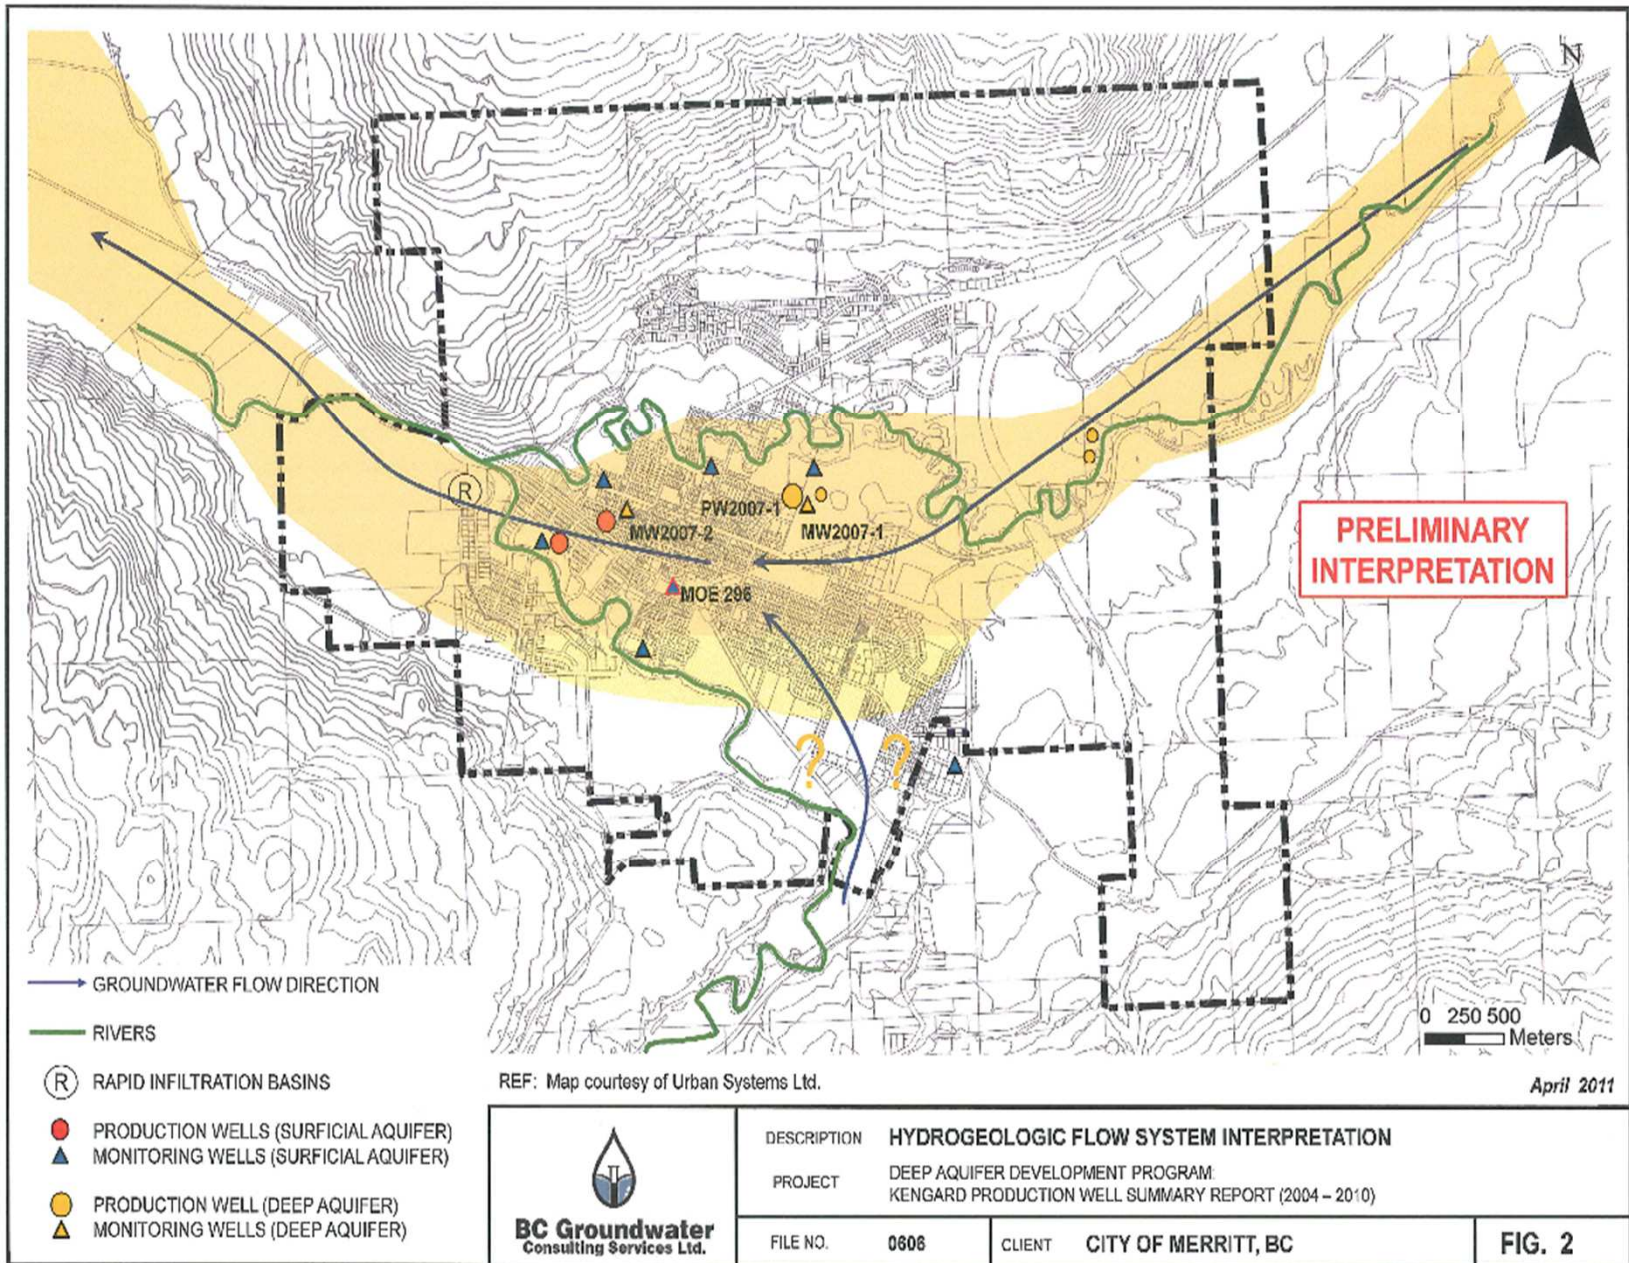 N
R
PW2007-1
MW2007-2
MW2007-1
MOE 296
PRELIMINARY
INTERPRETATION
?
?
0 250 500
Meters
GROUNDWATER FLOW DIRECTION
RIVERS
R RAPID INFILTRATION BASINS
PRODUCTION WELLS (SURFICIAL AQUIFER)
MONITORING WELLS (SURFICIAL AQUIFER)
PRODUCTION WELL (DEEP AQUIFER)
MONITORING WELLS (DEEP AQUIFER)
REF: Map courtesy of Urban Systems Ltd.
April 2011
BC Groundwater
Consulting Services Ltd.
DESCRIPTION HYDROGEOLOGIC FLOW SYSTEM INTERPRETATION
PROJECT DEEP AQUIFER DEVELOPMENT PROGRAM:
KENGARD PRODUCTION WELL SUMMARY REPORT (2004 – 2010)
FILE NO. 0606 CLIENT CITY OF MERRITT, BC FIG. 2